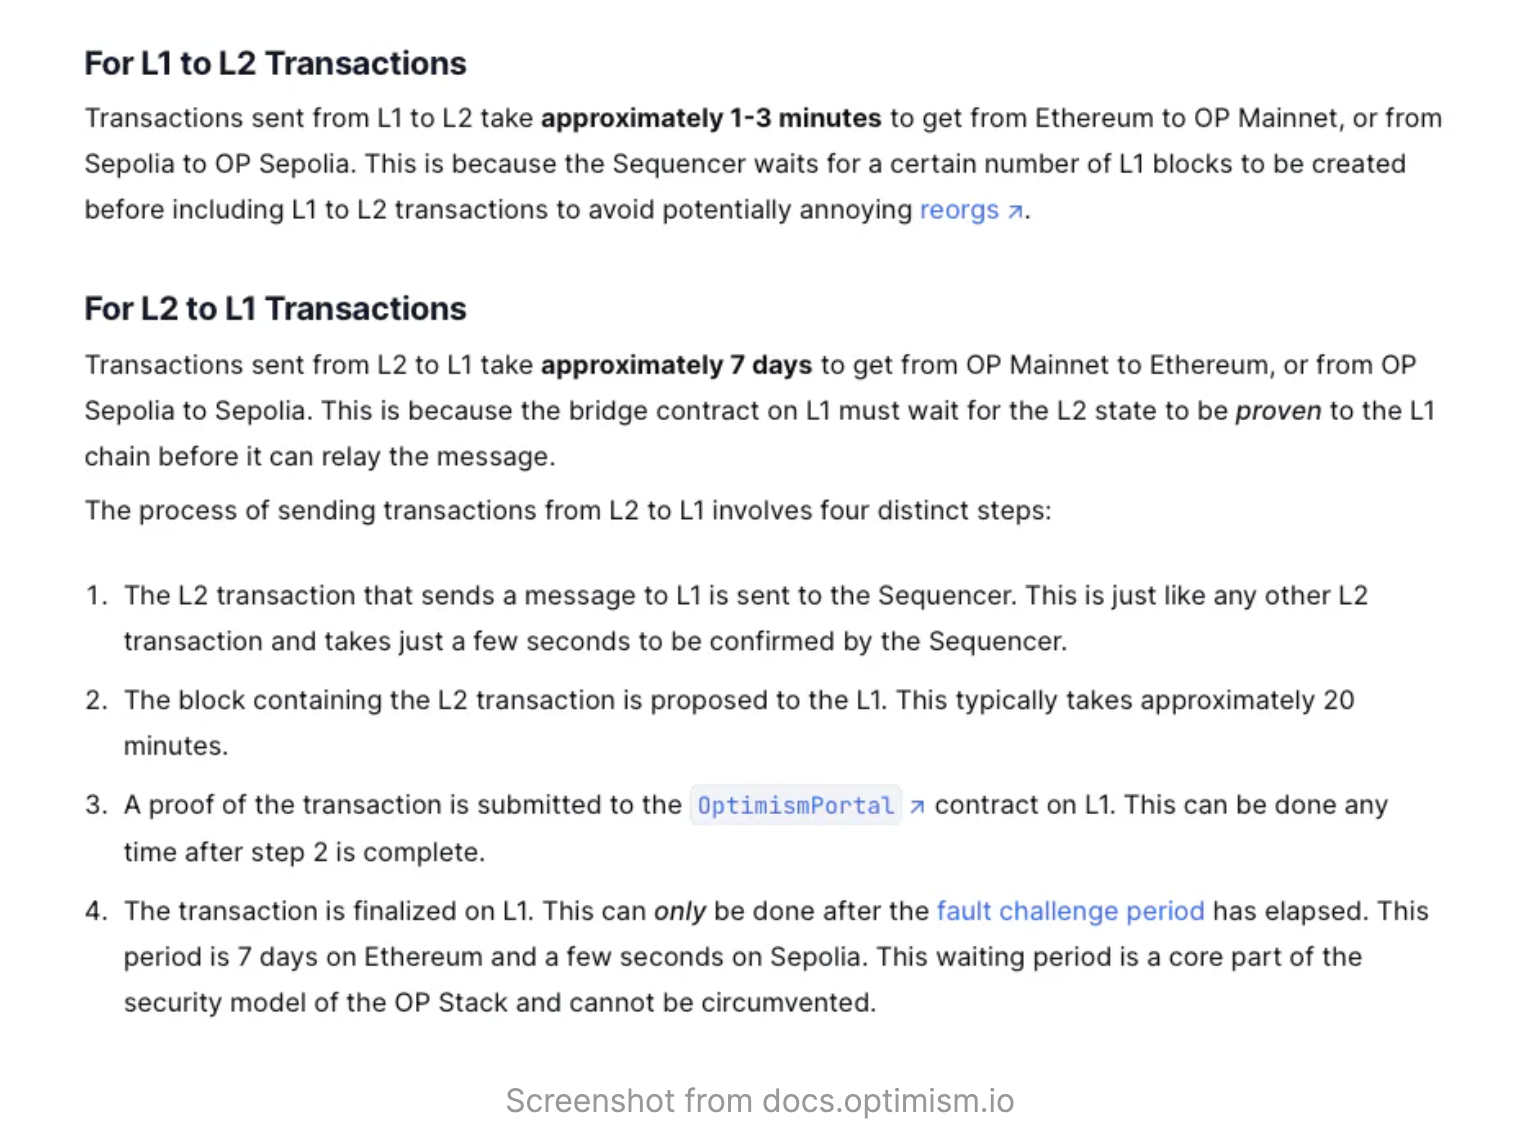 For L1 to L2 Transactions
Transactions sent from L1 to L2 take approximately 1-3 minutes to get from Ethereum to OP Mainnet, or from
Sepolia to OP Sepolia. This is because the Sequencer waits for a certain number of L1 blocks to be created
before including L1 to L2 transactions to avoid potentially annoying reorgs ↗.
For L2 to L1 Transactions
Transactions sent from L2 to L1 take approximately 7 days to get from OP Mainnet to Ethereum, or from OP
Sepolia to Sepolia. This is because the bridge contract on L1 must wait for the L2 state to be proven to the L1
chain before it can relay the message.
The process of sending transactions from L2 to L1 involves four distinct steps:
1. The L2 transaction that sends a message to L1 is sent to the Sequencer. This is just like any other L2
transaction and takes just a few seconds to be confirmed by the Sequencer.
2. The block containing the L2 transaction is proposed to the L1. This typically takes approximately 20
minutes.
3. A proof of the transaction is submitted to the OptimismPortal ↗ contract on L1. This can be done any
time after step 2 is complete.
4. The transaction is finalized on L1. This can only be done after the fault challenge period has elapsed. This
period is 7 days on Ethereum and a few seconds on Sepolia. This waiting period is a core part of the
security model of the OP Stack and cannot be circumvented.
Screenshot from docs.optimism.io